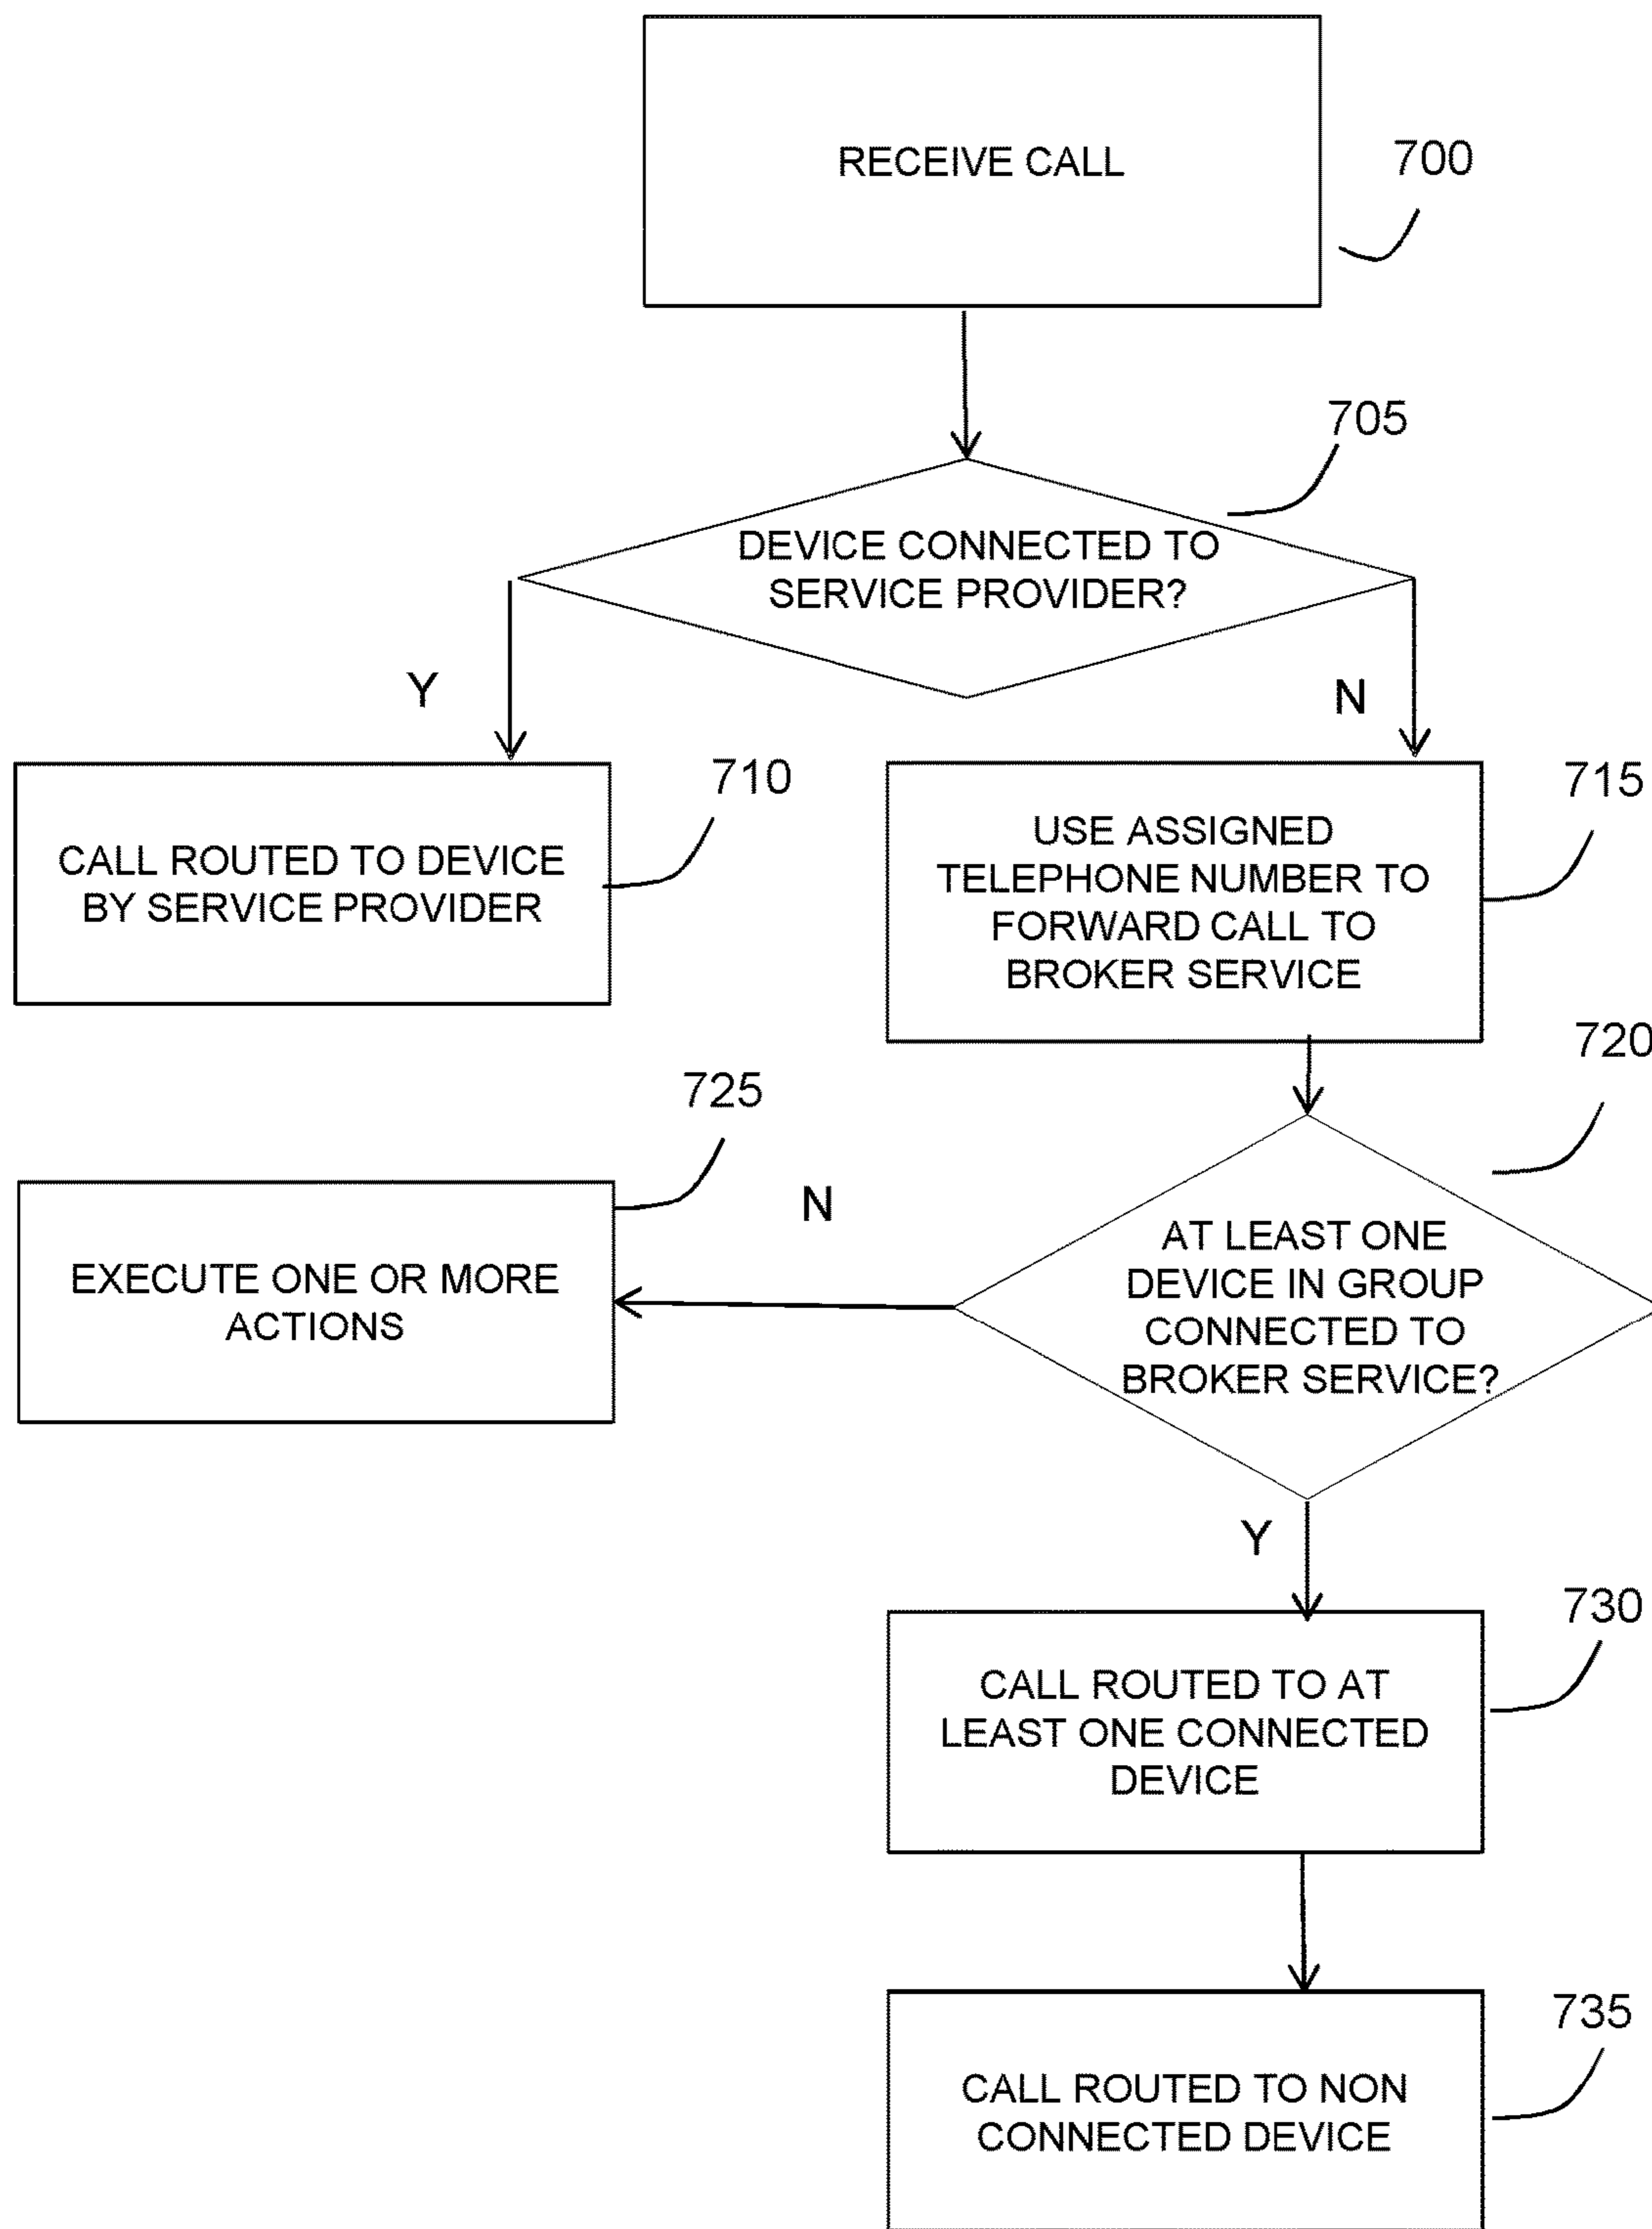 RECEIVE CALL
700
705
DEVICE CONNECTED TO
SERVICE PROVIDER?
Y
N
710
CALL ROUTED TO DEVICE
BY SERVICE PROVIDER
715
USE ASSIGNED
TELEPHONE NUMBER TO
FORWARD CALL TO
BROKER SERVICE
720
725
N
EXECUTE ONE OR MORE
ACTIONS
AT LEAST ONE
DEVICE IN GROUP
CONNECTED TO
BROKER SERVICE?
Y
730
CALL ROUTED TO AT
LEAST ONE CONNECTED
DEVICE
735
CALL ROUTED TO NON
CONNECTED DEVICE